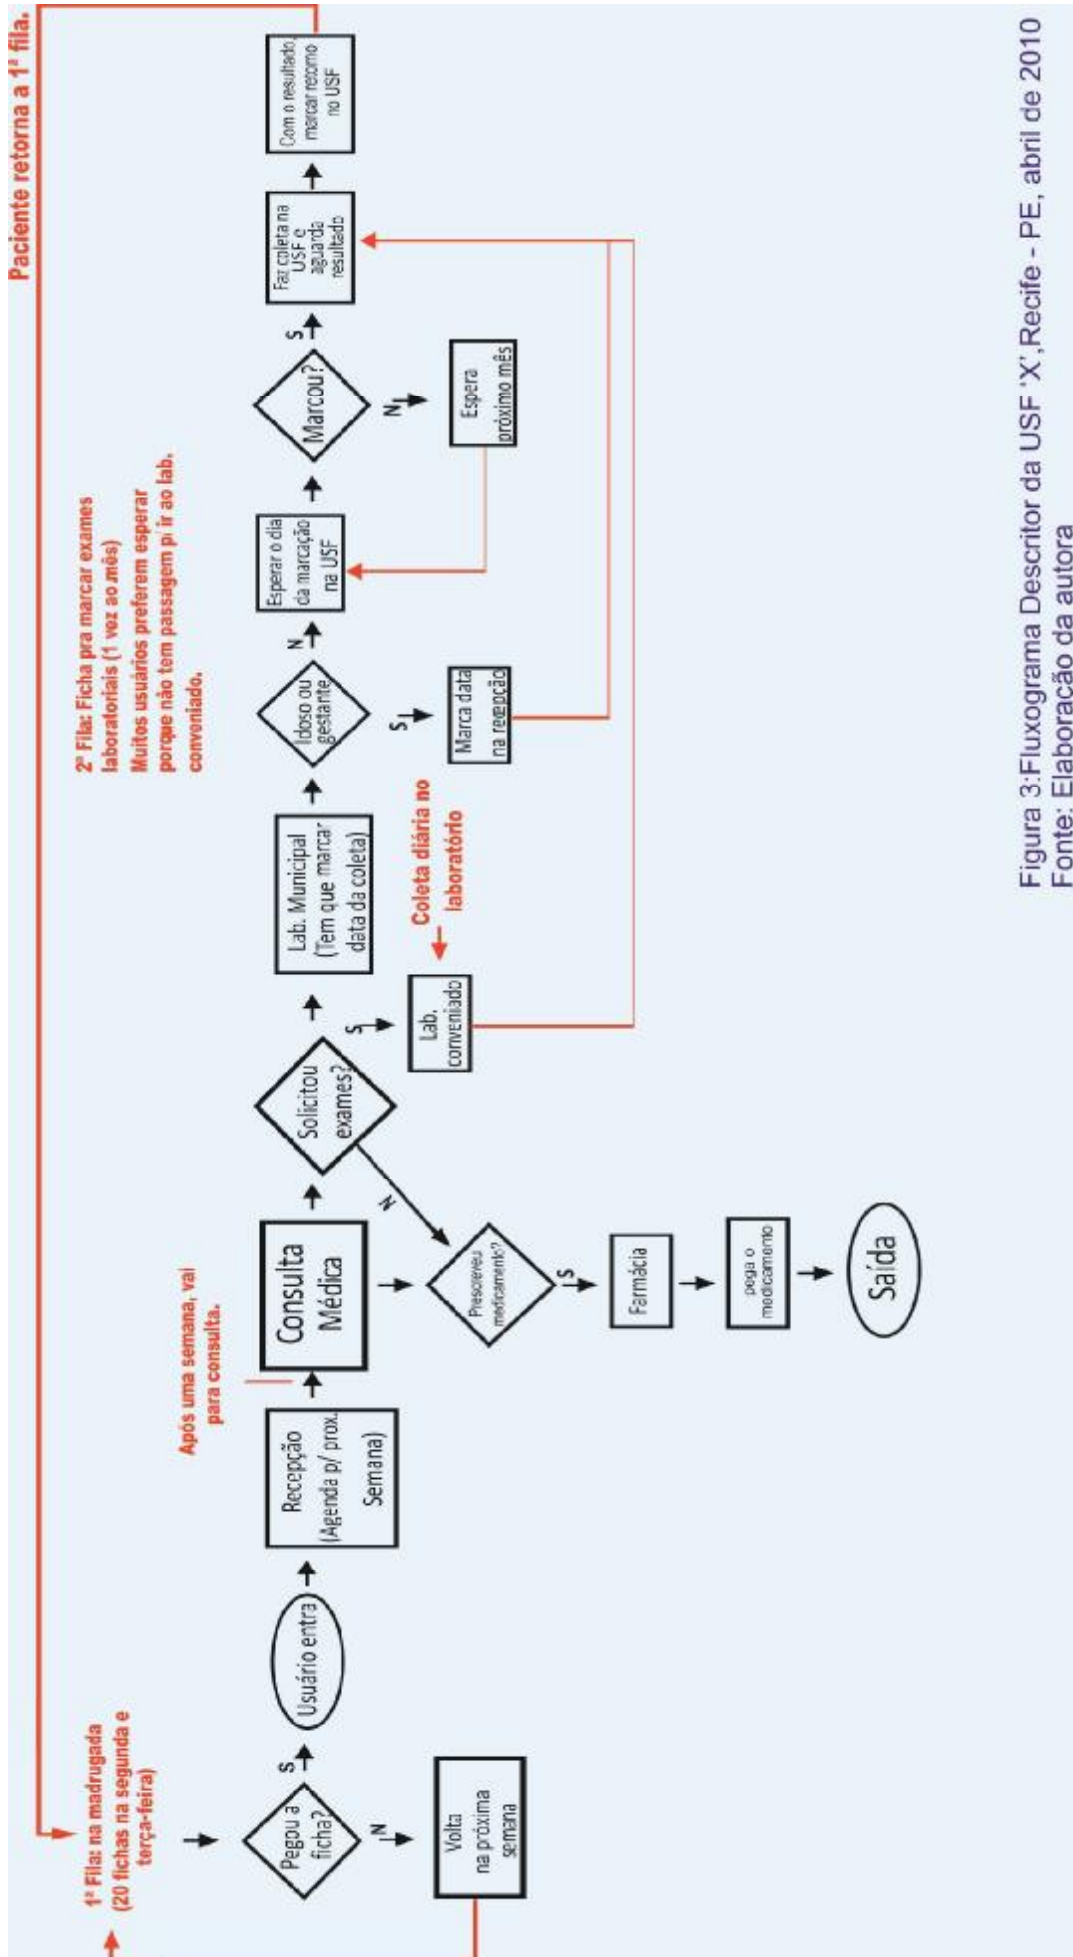 Paciente retorna a 1ª fila.
1ª Fila: na madrugada
(20 fichas na segunda e
terça-feira)
Pegou a
ficha?
S
N
Volta
na próxima
semana
Usuário entra
Recepção
(Agenda p/ prox.
Semana)
Após uma semana, vai
para consulta.
Consulta
Médica
Solicitou
exames?
N
S
Prescreveu
medicamento?
S
Farmácia
pega o
medicamento
Saída
Lab.
conveniado
Coleta diária no
laboratório
Lab. Municipal
(Tem que marcar
data da coleta)
Idoso ou
gestante
N
S
Marca data
na recepção
2ª Fila: Ficha pra marcar exames
laboratoriais (1 voz ao mês)
Muitos usuários preferem esperar
porque não tem passagem p/ ir ao lab.
conveniado.
Esperar o dia
da marcação
na USF
Marcou?
S
N
Espera
próximo mês
Faz coleta na
USF e
aguarda
resultado
Com o resultado,
marcar retorno
no USF
Figura 3:Fluxograma Descritor da USF 'X',Recife - PE, abril de 2010
Fonte: Elaboração da autora